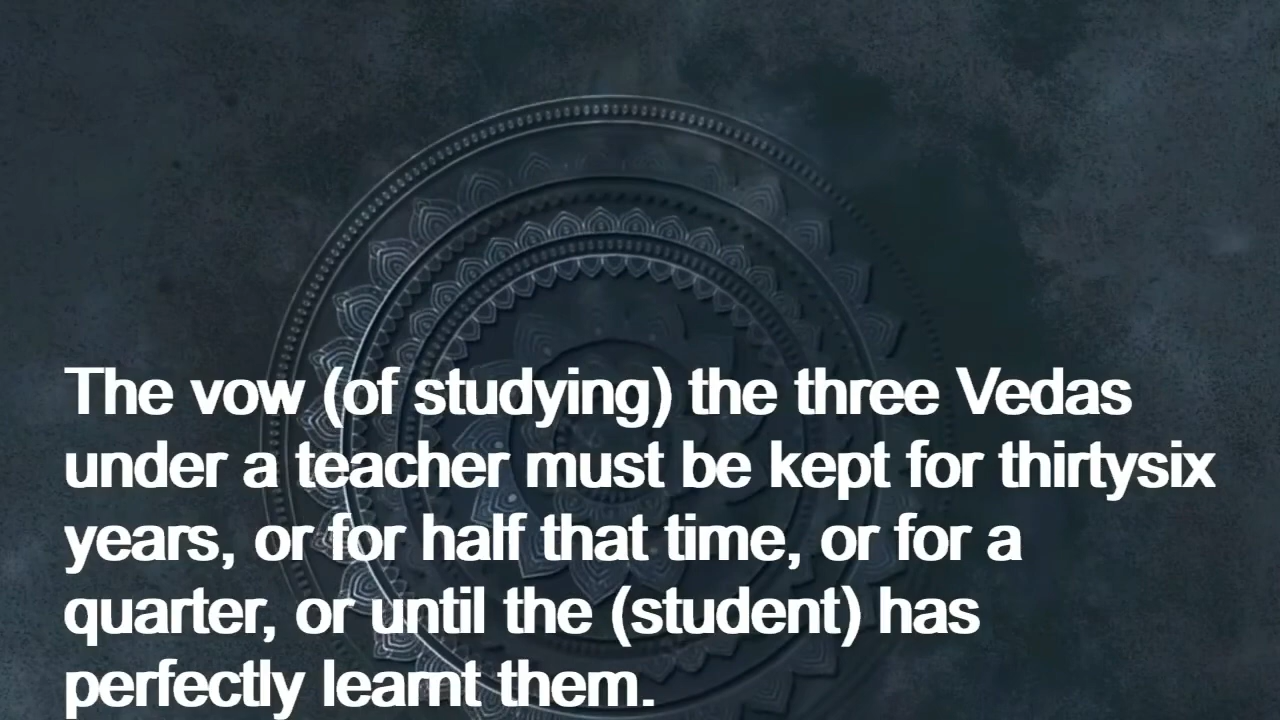 The vow (of studying) the three Vedas
under a teacher must be kept for thirtysix
years, or for half that time, or for a
quarter, or until the (student) has
perfectly learnt them.